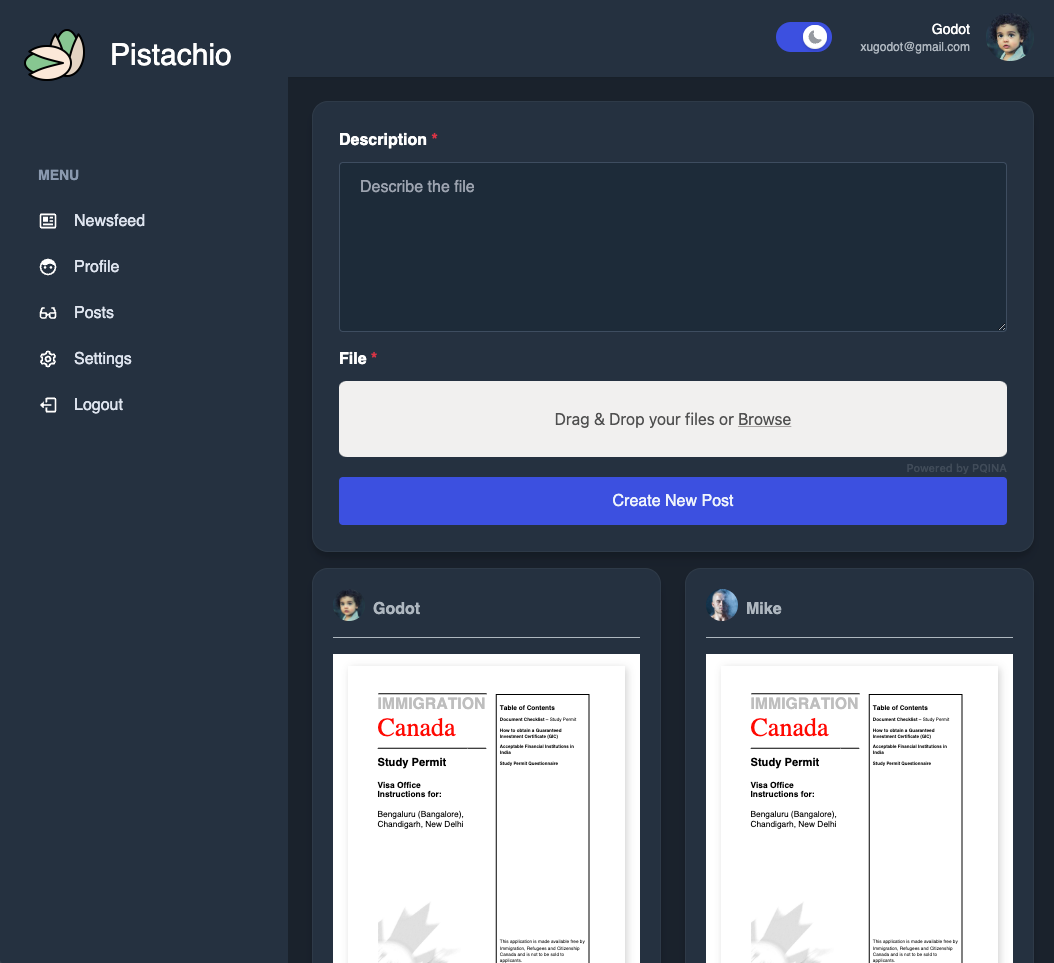 Pistachio
Godot
xugodot@gmail.com
MENU
Newsfeed
Profile
Posts
Settings
Logout
Description *
Describe the file
File *
Drag & Drop your files or Browse
Powered by PQINA
Create New Post
Godot
IMMIGRATION
Canada
Study Permit
Visa Office
Instructions for:
Bengaluru (Bangalore),
Chandigarh, New Delhi
Table of Contents
Document Checklist – Study Permit
How to obtain a Guaranteed
Investment Certificate (GIC)
Acceptable Financial Institutions in
India
Study Permit Questionnaire
This application is made available free by
Immigration, Refugees and Citizenship
Canada and is not to be sold to
applicants.
Mike
IMMIGRATION
Canada
Study Permit
Visa Office
Instructions for:
Bengaluru (Bangalore),
Chandigarh, New Delhi
Table of Contents
Document Checklist – Study Permit
How to obtain a Guaranteed
Investment Certificate (GIC)
Acceptable Financial Institutions in
India
Study Permit Questionnaire
This application is made available free by
Immigration, Refugees and Citizenship
Canada and is not to be sold to
applicants.